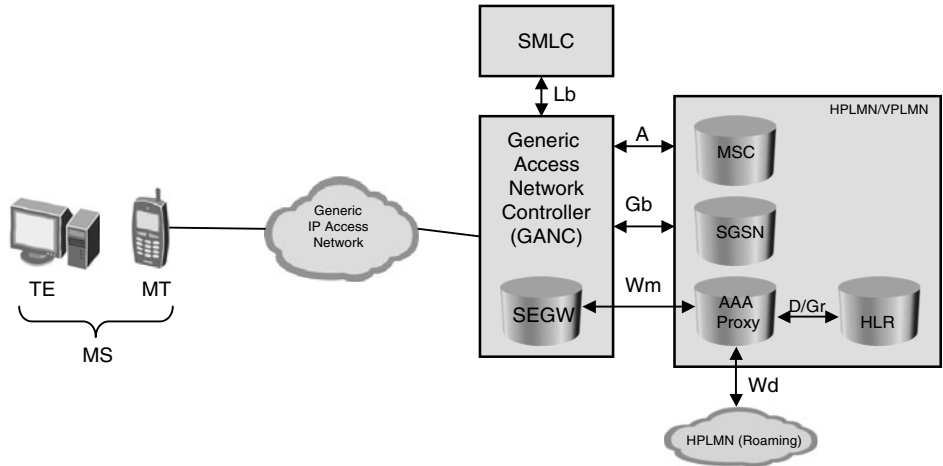 SMLC
Lb
HPLMN/VPLMN
Generic
Access
Network
Controller
(GANC)
A
MSC
Generic
IP Access
Network
Gb
SGSN
TE
MT
MS
SEGW
Wm
AAA
Proxy
D/Gr
HLR
Wd
HPLMN (Roaming)